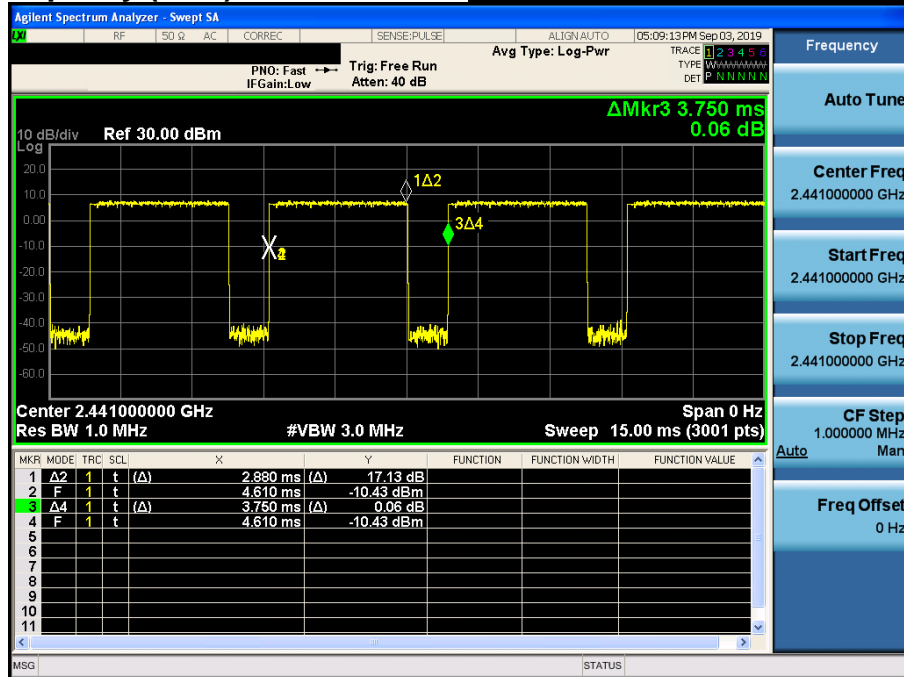 Agilent Spectrum Analyzer - Swept SA
LXI RF 50 Ω AC CORREC SENSE:PULSE ALIGN AUTO 05:09:13 PM Sep 03, 2019
Avg Type: Log-Pwr TRACE 1 2 3 4 5 6
TYPE WWWWWW
DET P N N N N N
PNO: Fast Trig: Free Run
IFGain:Low Atten: 40 dB
ΔMkr3 3.750 ms
0.06 dB
10 dB/div Ref 30.00 dBm
Log
20.0
10.0
0.00
-10.0
-20.0
-30.0
-40.0
-50.0
-60.0
1Δ2
3Δ4
Center 2.441000000 GHz Span 0 Hz
Res BW 1.0 MHz #VBW 3.0 MHz Sweep 15.00 ms (3001 pts)
MKR MODE TRC SCL X Y FUNCTION FUNCTION WIDTH FUNCTION VALUE
1 Δ2 1 t (Δ) 2.880 ms (Δ) 17.13 dB
2 F 1 t 4.610 ms -10.43 dBm
3 Δ4 1 t (Δ) 3.750 ms (Δ) 0.06 dB
4 F 1 t 4.610 ms -10.43 dBm
5
6
7
8
9
10
11
MSG STATUS
Frequency
Auto Tune
Center Freq
2.441000000 GHz
Start Freq
2.441000000 GHz
Stop Freq
2.441000000 GHz
CF Step
1.000000 MHz
Auto Man
Freq Offset
0 Hz